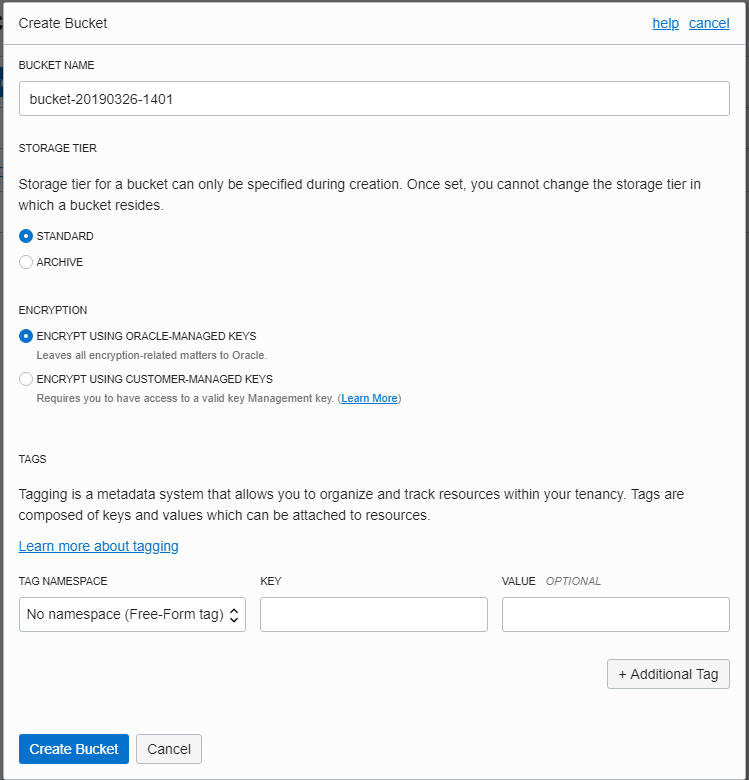 Create Bucket help cancel
BUCKET NAME
bucket-20190326-1401
STORAGE TIER
Storage tier for a bucket can only be specified during creation. Once set, you cannot change the storage tier in
which a bucket resides.
STANDARD
ARCHIVE
ENCRYPTION
ENCRYPT USING ORACLE-MANAGED KEYS
Leaves all encryption-related matters to Oracle.
ENCRYPT USING CUSTOMER-MANAGED KEYS
Requires you to have access to a valid key Management key. (Learn More)
TAGS
Tagging is a metadata system that allows you to organize and track resources within your tenancy. Tags are
composed of keys and values which can be attached to resources.
Learn more about tagging
TAG NAMESPACE KEY VALUE OPTIONAL
No namespace (Free-Form tag)
+ Additional Tag
Create Bucket Cancel